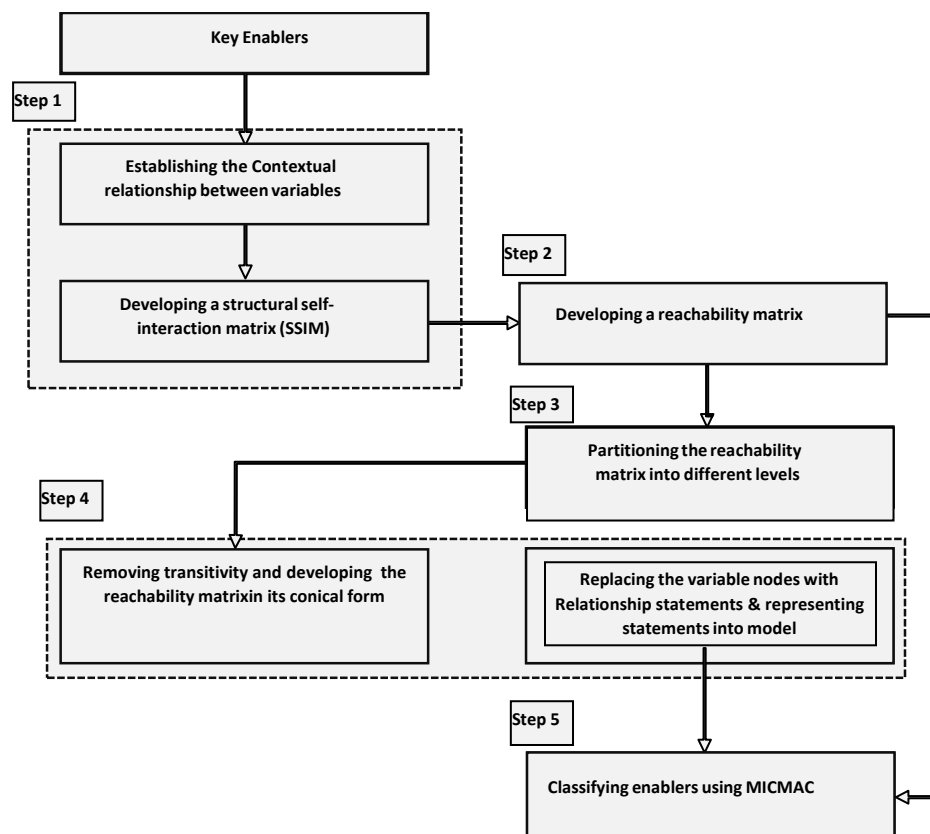 Key Enablers
Step 1
Establishing the Contextual
relationship between variables
Developing a structural self-
interaction matrix (SSIM)
Step 2
Developing a reachability matrix
Step 3
Partitioning the reachability
matrix into different levels
Step 4
Removing transitivity and developing the
reachability matrixin its conical form
Replacing the variable nodes with
Relationship statements & representing
statements into model
Step 5
Classifying enablers using MICMAC